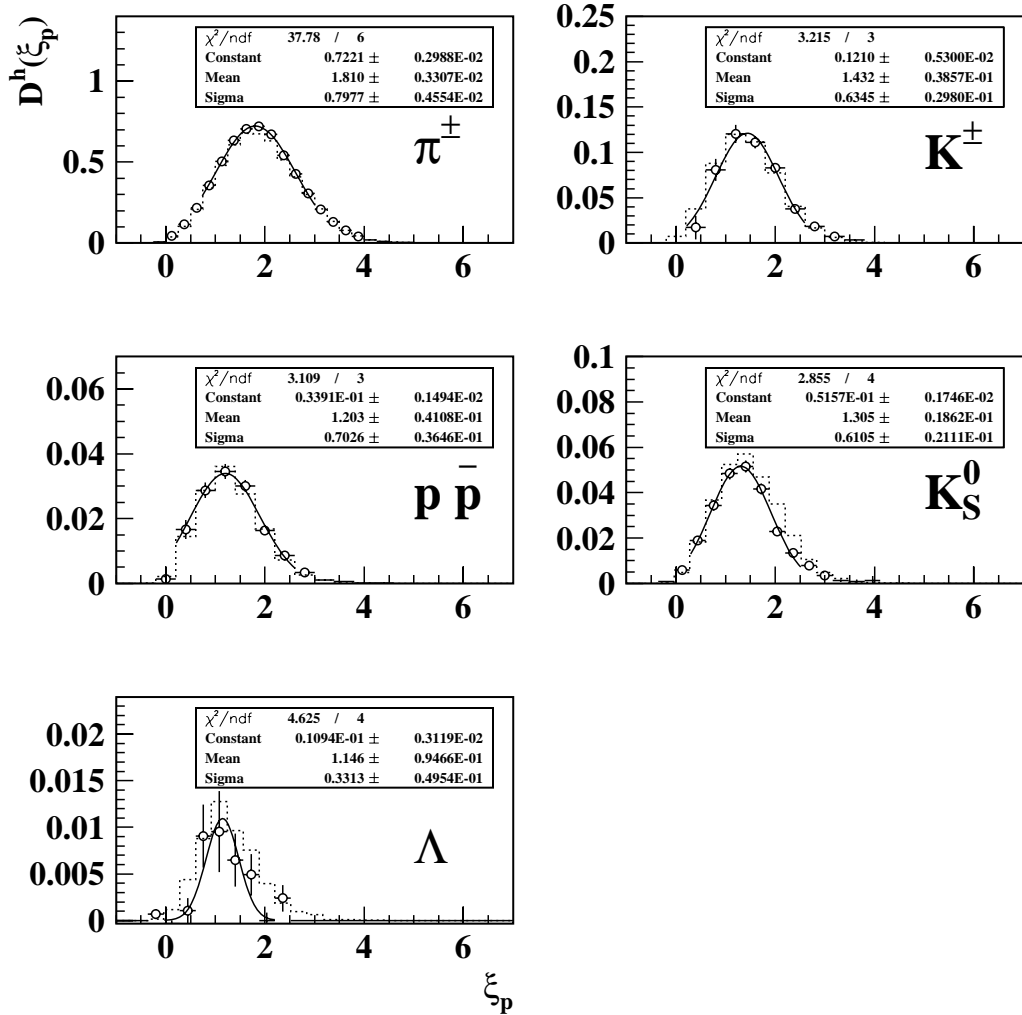 D^h(ξ_p)
χ²/ndf 37.78 / 6
Constant 0.7221 ± 0.2988E-02
Mean 1.810 ± 0.3307E-02
Sigma 0.7977 ± 0.4554E-02
π^±
1
0.5
0
0 2 4 6
χ²/ndf 3.215 / 3
Constant 0.1210 ± 0.5300E-02
Mean 1.432 ± 0.3857E-01
Sigma 0.6345 ± 0.2980E-01
K^±
0.25
0.2
0.15
0.1
0.05
0
0 2 4 6
χ²/ndf 3.109 / 3
Constant 0.3391E-01 ± 0.1494E-02
Mean 1.203 ± 0.4108E-01
Sigma 0.7026 ± 0.3646E-01
p p̄
0.06
0.04
0.02
0
0 2 4 6
χ²/ndf 2.855 / 4
Constant 0.5157E-01 ± 0.1746E-02
Mean 1.305 ± 0.1862E-01
Sigma 0.6105 ± 0.2111E-01
K_S^0
0.1
0.08
0.06
0.04
0.02
0
0 2 4 6
χ²/ndf 4.625 / 4
Constant 0.1094E-01 ± 0.3119E-02
Mean 1.146 ± 0.9466E-01
Sigma 0.3313 ± 0.4954E-01
Λ
0.02
0.015
0.01
0.005
0
0 2 4 6
ξ_p